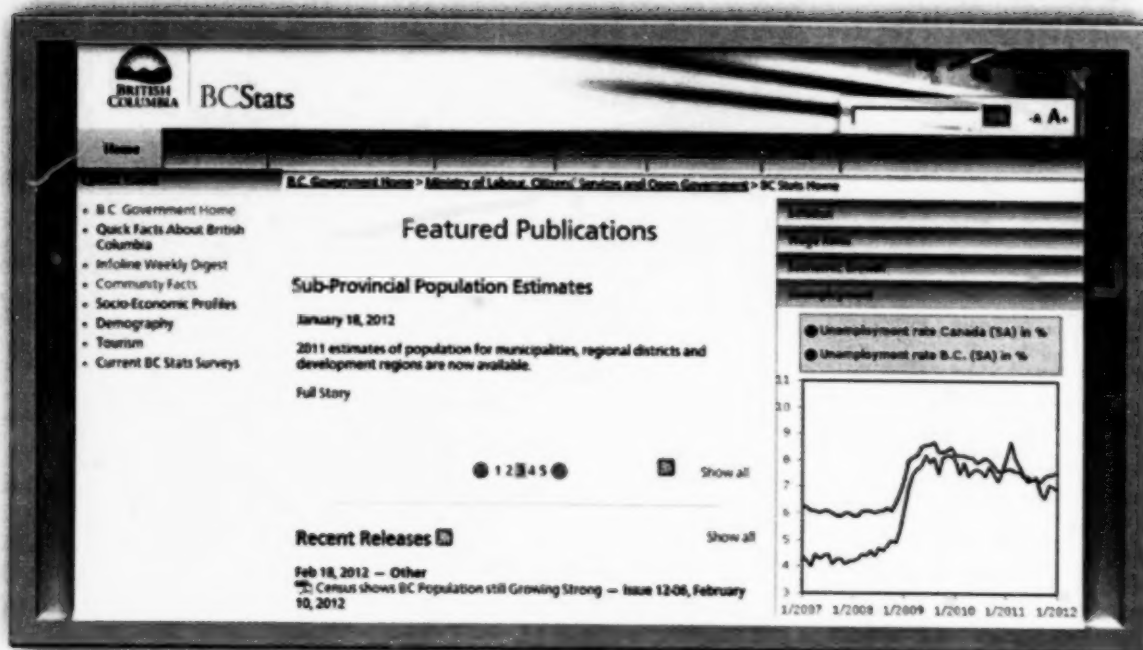 BRITISH
COLUMBIA
BCStats
-A A+
Home
B.C. Government Home > Ministry of Labour, Citizens' Services and Open Government > BC Stats Home
B.C. Government Home
Quick Facts About British
Columbia
Infoline Weekly Digest
Community Facts
Socio-Economic Profiles
Demography
Tourism
Current BC Stats Surveys
Featured Publications
Sub-Provincial Population Estimates
January 18, 2012
2011 estimates of population for municipalities, regional districts and
development regions are now available.
Full Story
1 2 3 4 5
Show all
Recent Releases
Show all
Feb 18, 2012 — Other
Census shows BC Population still Growing Strong — Issue 12-06, February
10, 2012
Economic Growth
Unemployment
Unemployment rate Canada (SA) in %
Unemployment rate B.C. (SA) in %
11
10
9
8
7
6
5
4
3
1/2007 1/2008 1/2009 1/2010 1/2011 1/2012